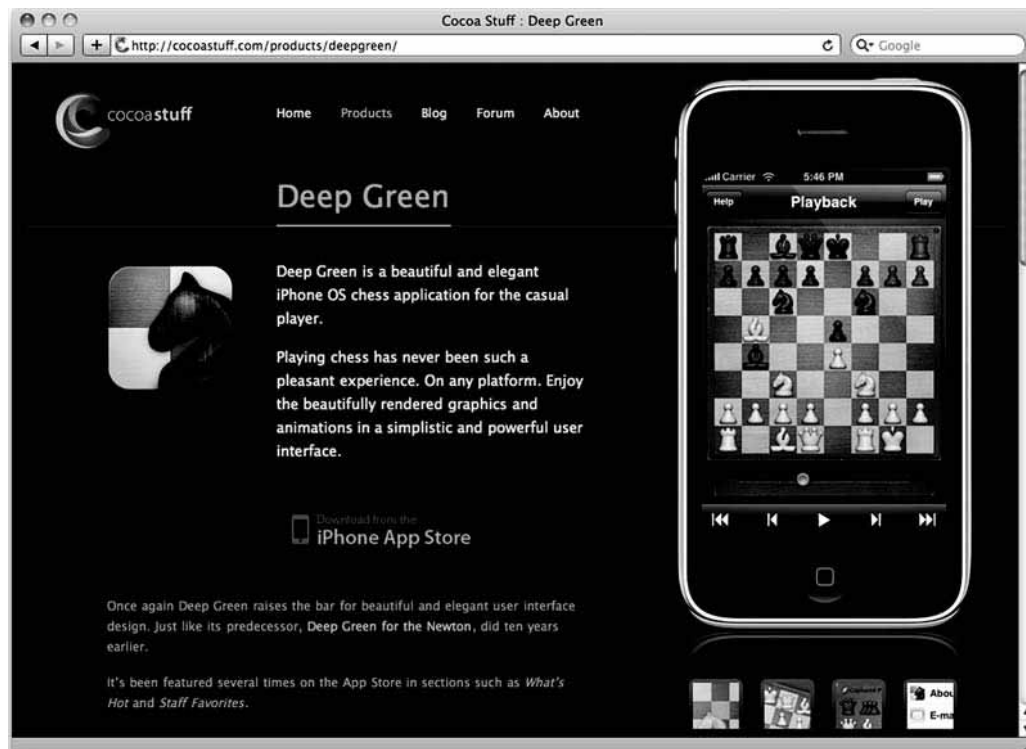 Cocoa Stuff : Deep Green
http://cocoastuff.com/products/deepgreen/
Google
cocoastuff
Home Products Blog Forum About
Carrier 5:46 PM
Help Playback Play
Deep Green
Deep Green is a beautiful and elegant
iPhone OS chess application for the casual
player.
Playing chess has never been such a
pleasant experience. On any platform. Enjoy
the beautifully rendered graphics and
animations in a simplistic and powerful user
interface.
Download from the
iPhone App Store
Once again Deep Green raises the bar for beautiful and elegant user interface
design. Just like its predecessor, Deep Green for the Newton, did ten years
earlier.
It's been featured several times on the App Store in sections such as What's
Hot and Staff Favorites.
Abou
E-ma